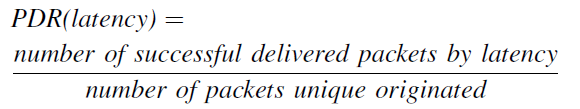 PDR(latency) =
number of successful delivered packets by latency
number of packets unique originated